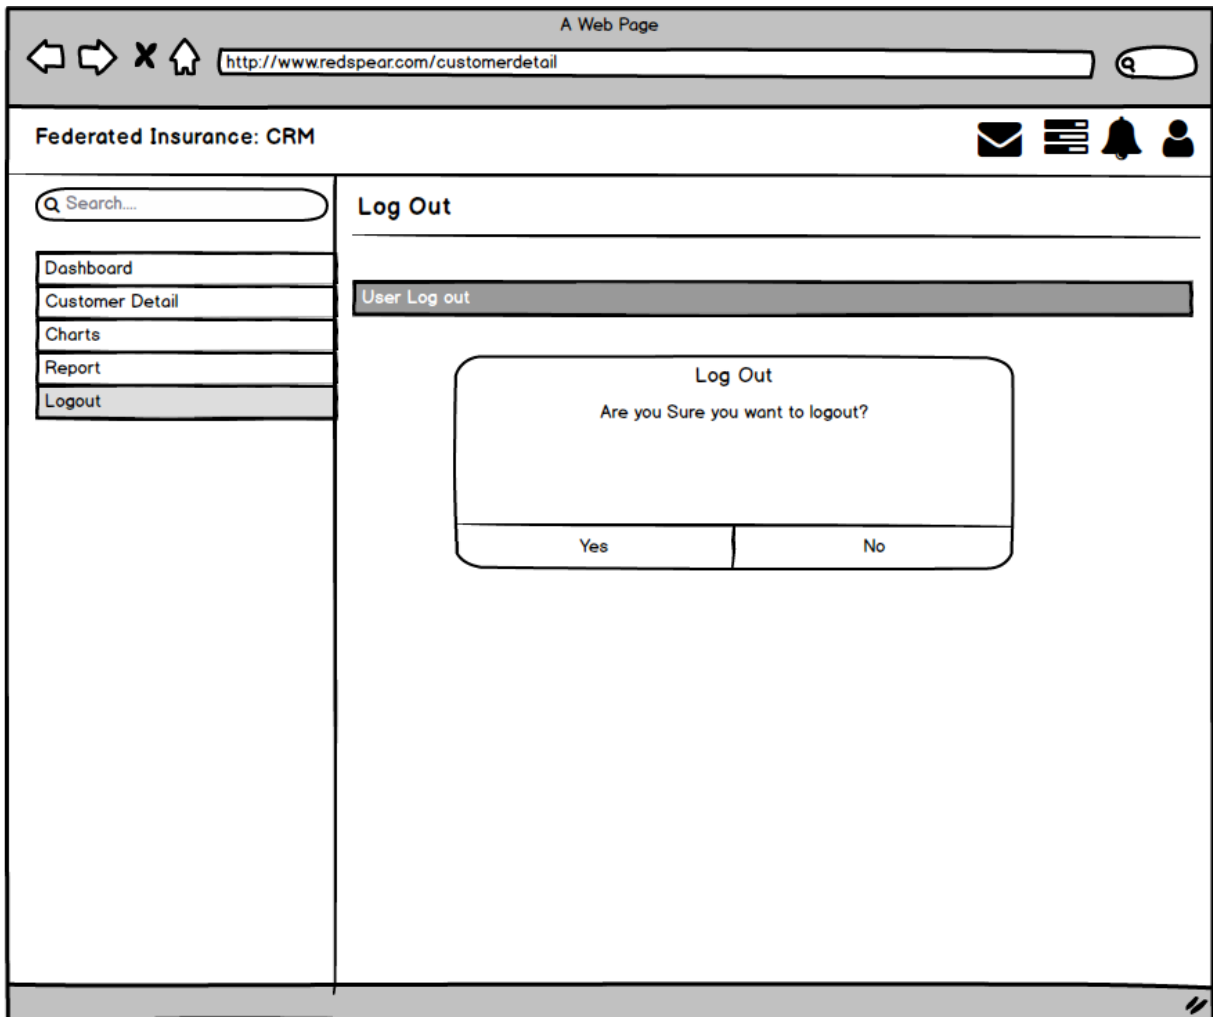 A Web Page
http://www.redspear.com/customerdetail
Federated Insurance: CRM
Search....
Log Out
Dashboard
Customer Detail
Charts
Report
Logout
User Log out
Log Out
Are you Sure you want to logout?
Yes No